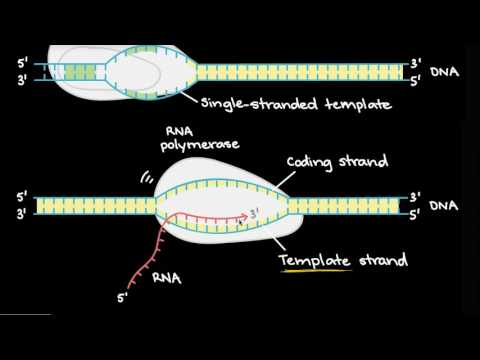 5' 3'
DNA
3' 5'
Single-stranded template
RNA
polymerase
Coding strand
5' 3'
DNA
3' 5'
3'
Template strand
RNA
5'